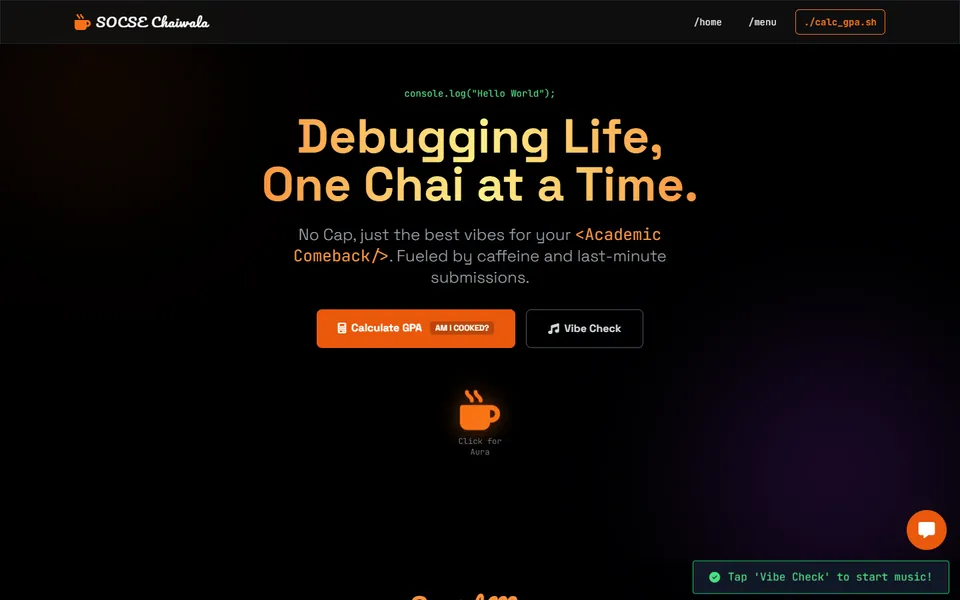 SOCSE Chaiwala
/home
/menu
./calc_gpa.sh
console.log("Hello World");
Debugging Life,
One Chai at a Time.
No Cap, just the best vibes for your <Academic
Comeback/>. Fueled by caffeine and last-minute
submissions.
Calculate GPA AM I COOKED?
Vibe Check
Click for
Aura
Tap 'Vibe Check' to start music!